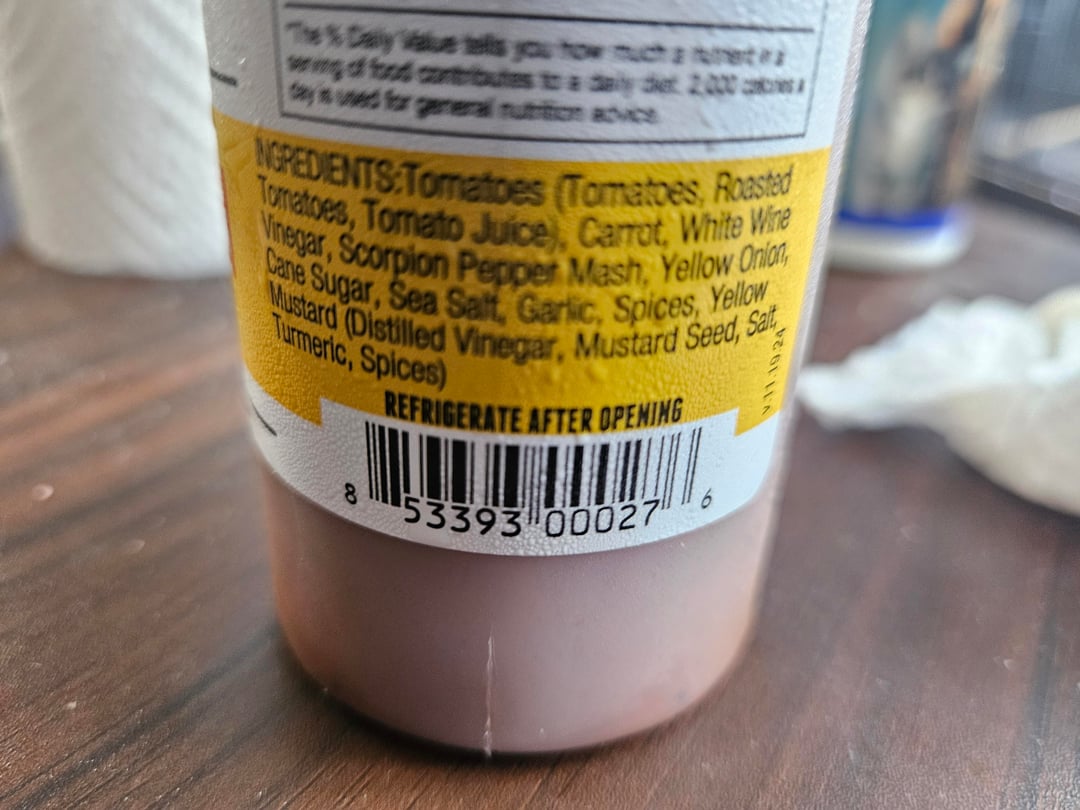 *The % Daily Value tells you how much a nutrient in a
serving of food contributes to a daily diet. 2,000 calories a
day is used for general nutrition advice.
INGREDIENTS:Tomatoes (Tomatoes, Roasted
Tomatoes, Tomato Juice), Carrot, White Wine
Vinegar, Scorpion Pepper Mash, Yellow Onion,
Cane Sugar, Sea Salt, Garlic, Spices, Yellow
Mustard (Distilled Vinegar, Mustard Seed, Salt,
Turmeric, Spices)
v.11.19.24
REFRIGERATE AFTER OPENING
8 53393 00027 6